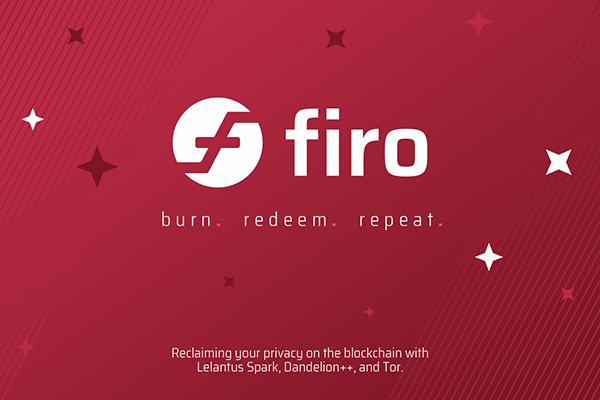 firo
burn. redeem. repeat.
Reclaiming your privacy on the blockchain with
Lelantus Spark, Dandelion++, and Tor.